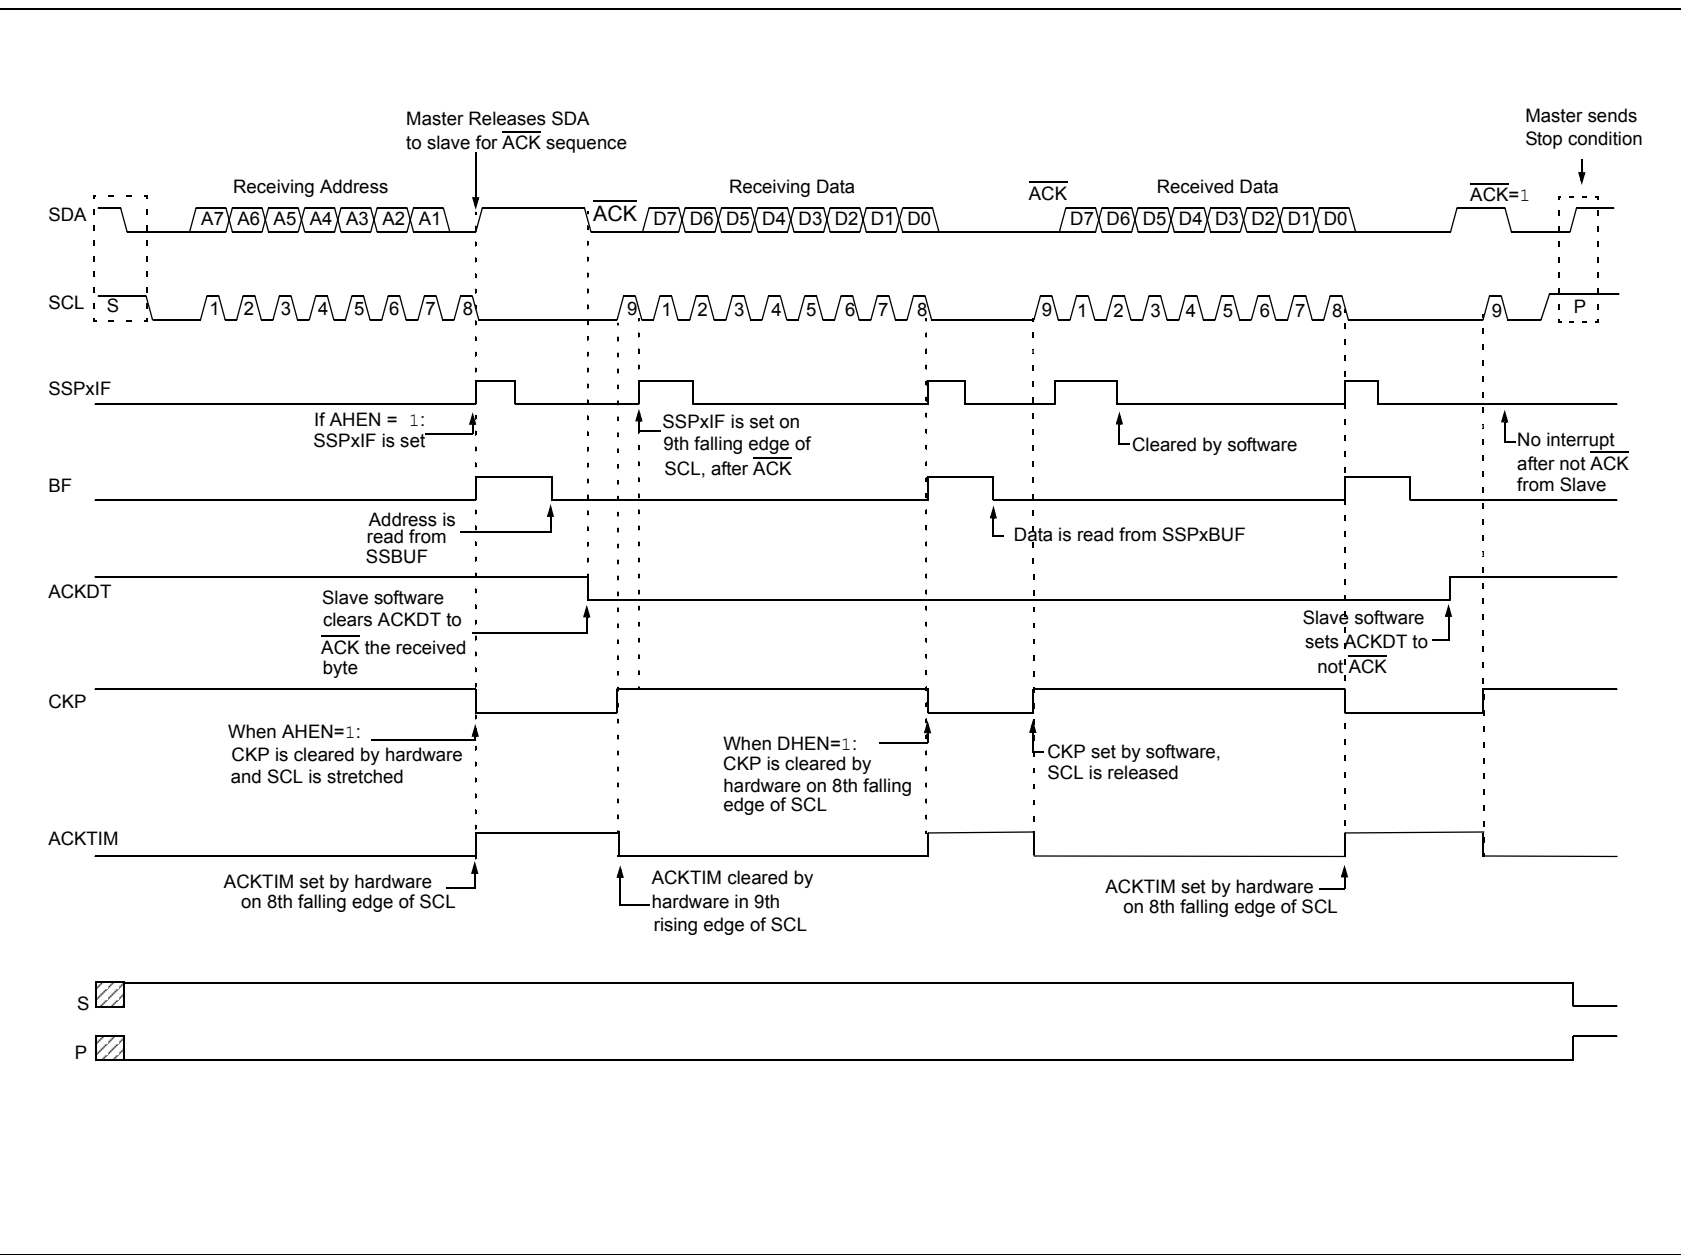 Master Releases SDA
to slave for ACK sequence
Master sends
Stop condition
Receiving Address
Receiving Data
ACK
Received Data
ACK=1
SDA
A7 A6 A5 A4 A3 A2 A1
ACK
D7 D6 D5 D4 D3 D2 D1 D0
D7 D6 D5 D4 D3 D2 D1 D0
SCL
S
1 2 3 4 5 6 7 8
9 1 2 3 4 5 6 7 8
9 1 2 3 4 5 6 7 8
9
P
SSPxIF
If AHEN = 1:
SSPxIF is set
SSPxIF is set on
9th falling edge of
SCL, after ACK
Cleared by software
No interrupt
after not ACK
from Slave
BF
Address is
read from
SSBUF
Data is read from SSPxBUF
ACKDT
Slave software
clears ACKDT to
ACK the received
byte
Slave software
sets ACKDT to
not ACK
CKP
When AHEN=1:
CKP is cleared by hardware
and SCL is stretched
When DHEN=1:
CKP is cleared by
hardware on 8th falling
edge of SCL
CKP set by software,
SCL is released
ACKTIM
ACKTIM set by hardware
on 8th falling edge of SCL
ACKTIM cleared by
hardware in 9th
rising edge of SCL
ACKTIM set by hardware
on 8th falling edge of SCL
S
P